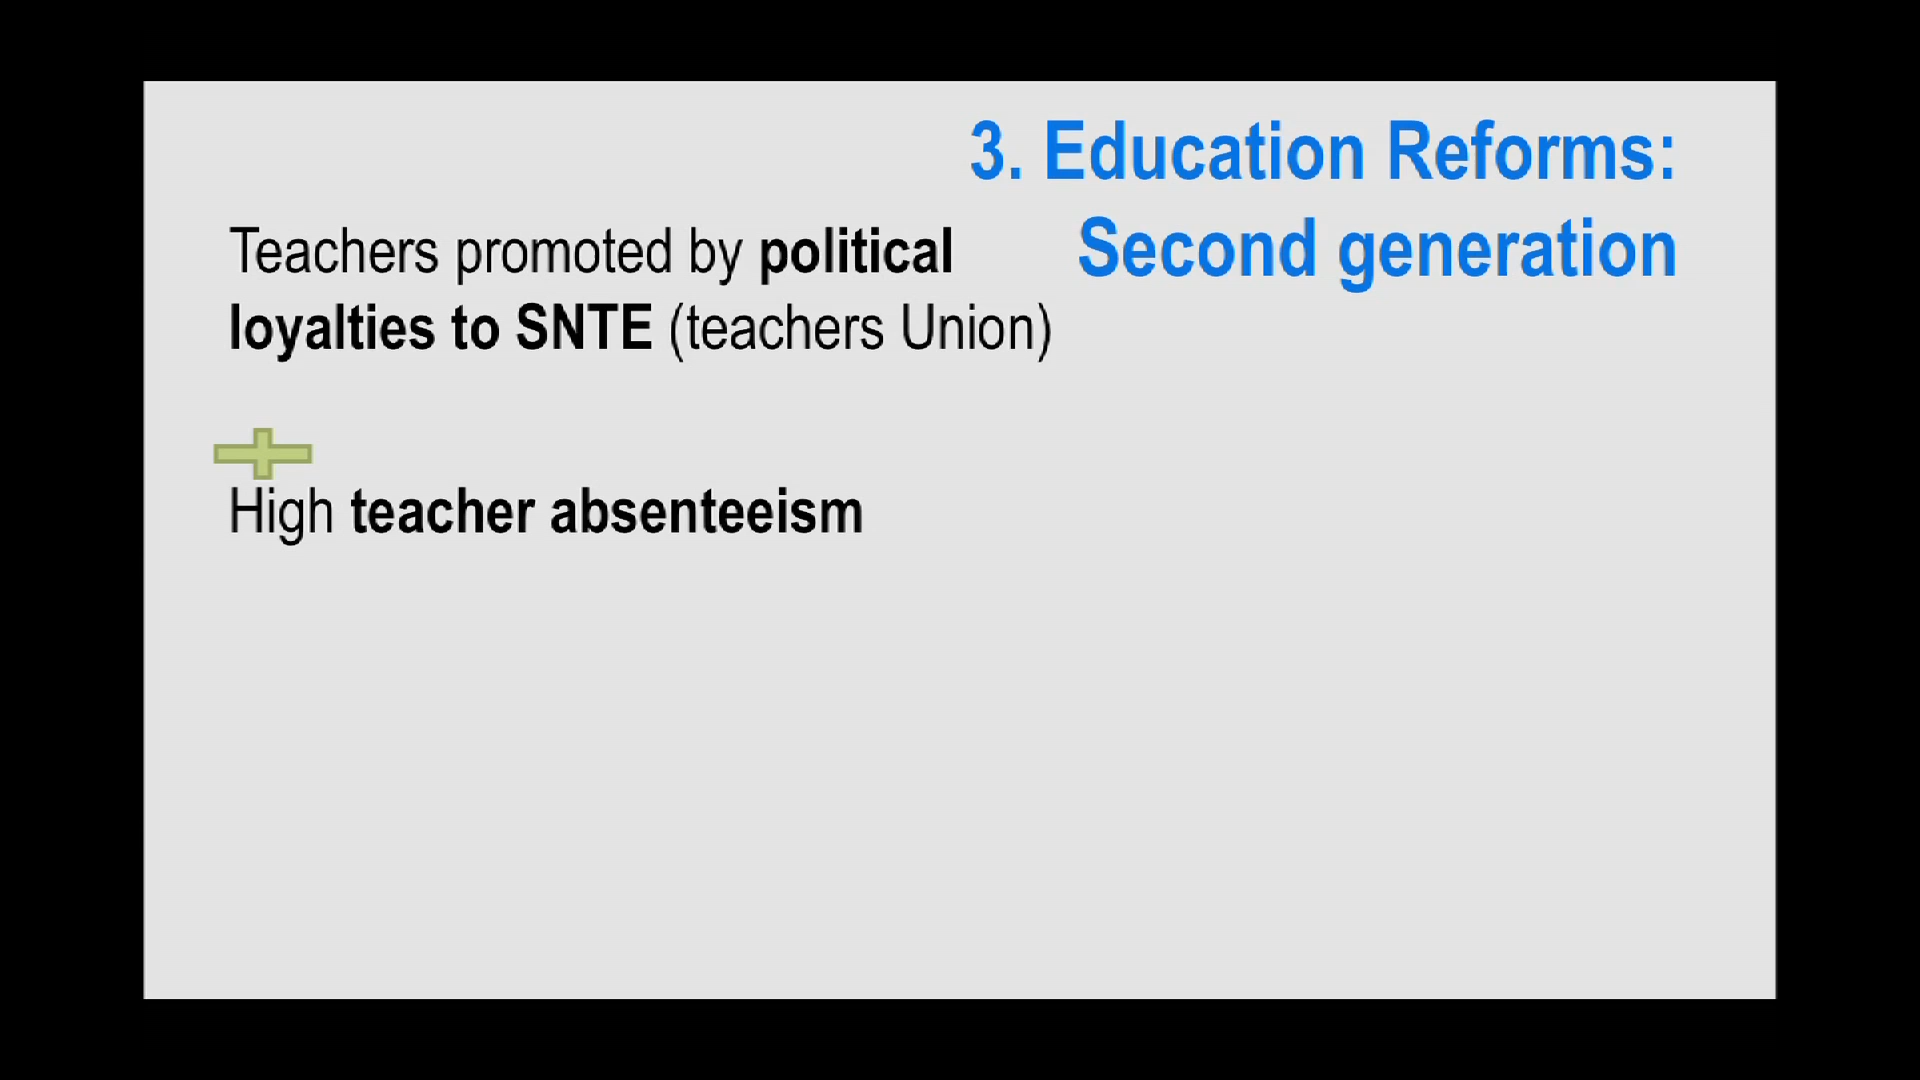 3. Education Reforms:
Second generation
Teachers promoted by political
loyalties to SNTE (teachers Union)
High teacher absenteeism